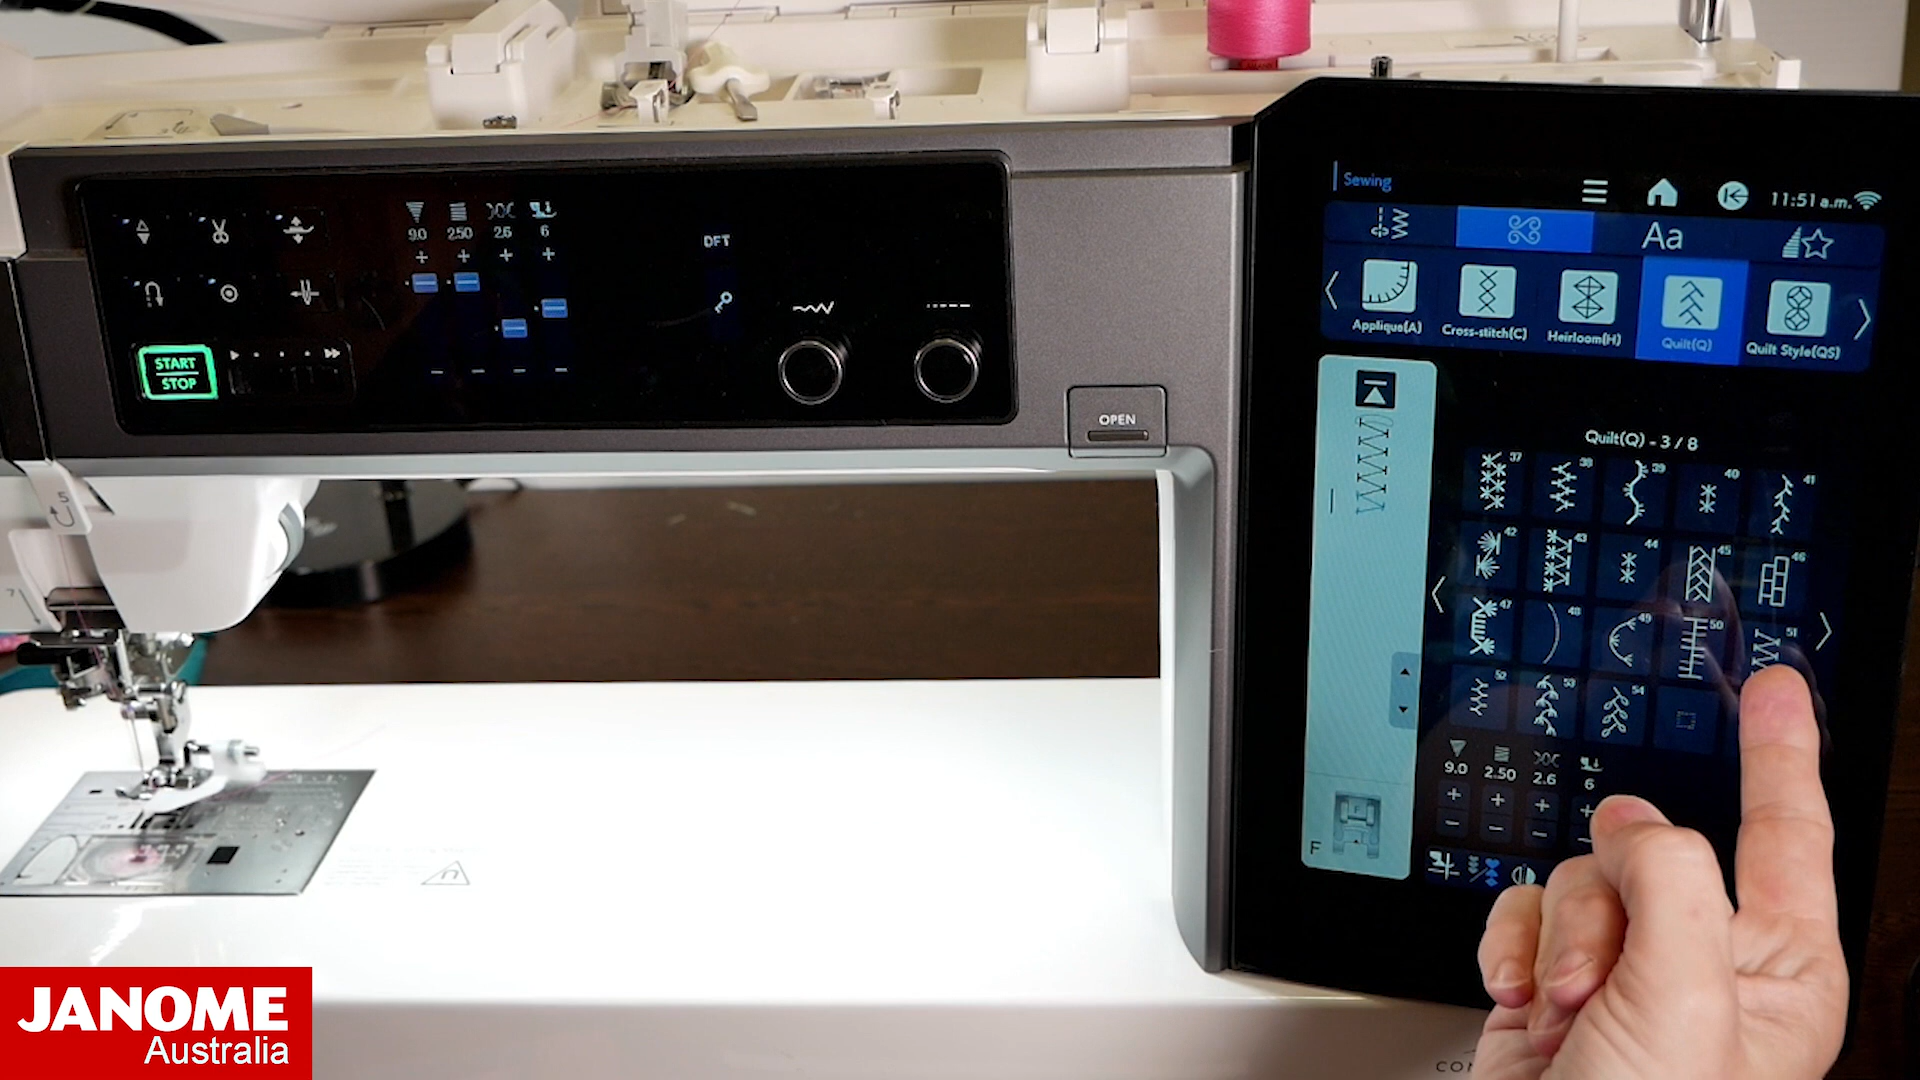 9.0 2.50 2.6 6
DFT
START
STOP
OPEN
5
7
Sewing
11:51 a.m.
Aa
Applique(A) Cross-stitch(C) Heirloom(H) Quilt(Q) Quilt Style(QS)
Quilt(Q) - 3 / 8
37 38 39 40 41
42 43 44 45 46
47 48 49 50 51
52 53 54
9.0 2.50 2.6 6
F
JANOME
Australia